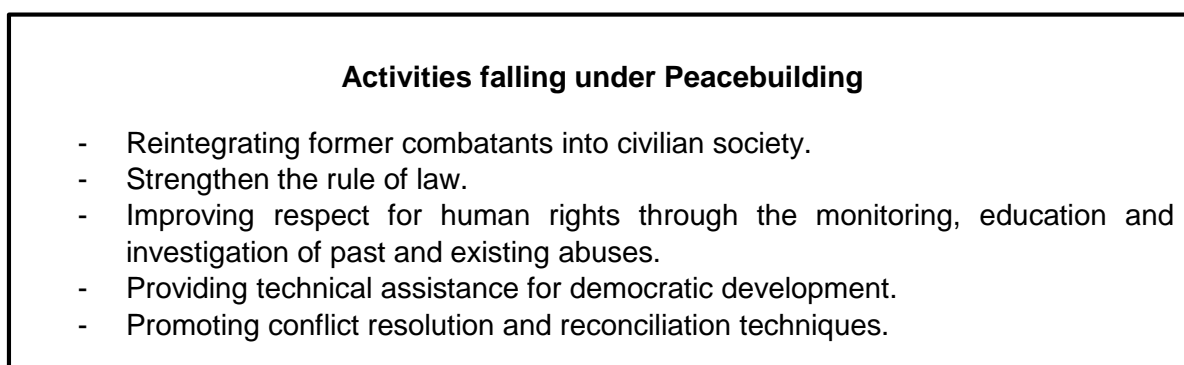 Activities falling under Peacebuilding
- Reintegrating former combatants into civilian society.
- Strengthen the rule of law.
- Improving respect for human rights through the monitoring, education and
investigation of past and existing abuses.
- Providing technical assistance for democratic development.
- Promoting conflict resolution and reconciliation techniques.